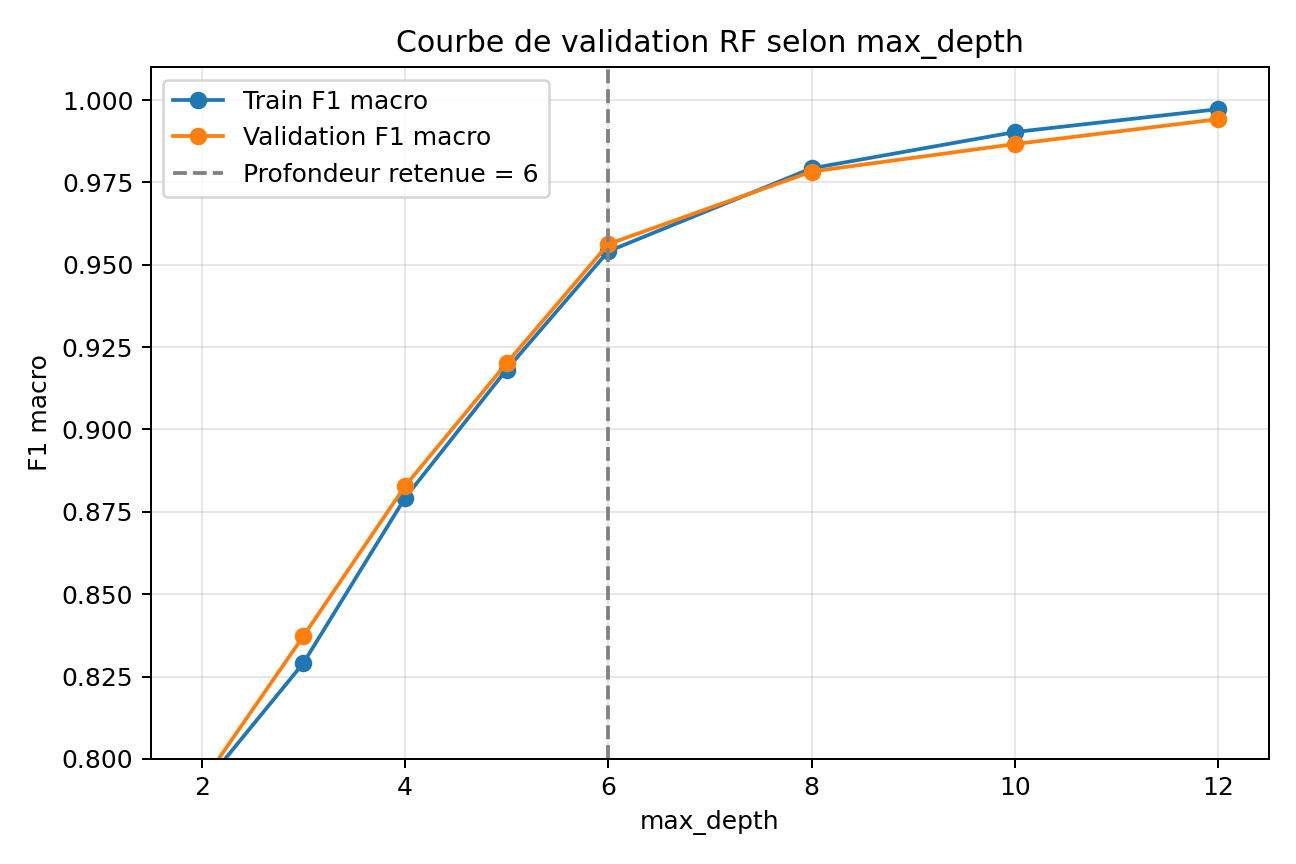 Courbe de validation RF selon max_depth
Train F1 macro
Validation F1 macro
Profondeur retenue = 6
1.000
0.975
0.950
0.925
0.900
0.875
0.850
0.825
0.800
F1 macro
2 4 6 8 10 12
max_depth